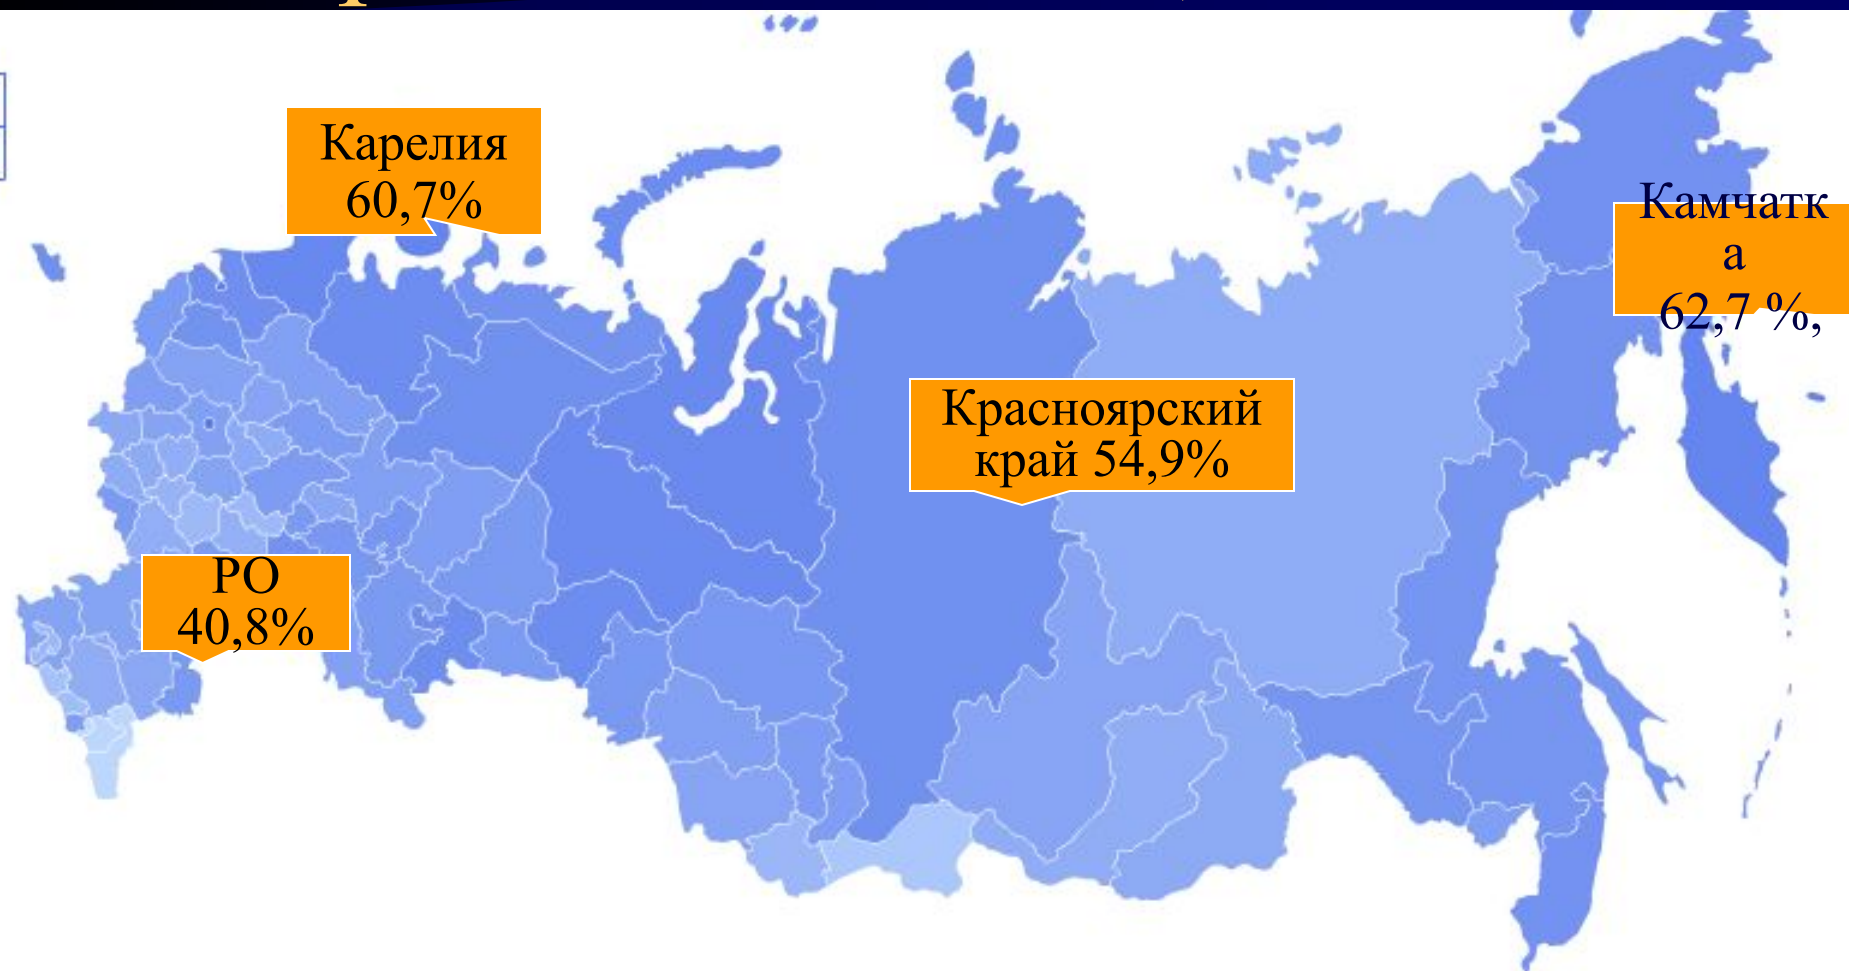 Карелия
60,7%
Камчатк
а
62,7 %,
Красноярский
край 54,9%
РО
40,8%